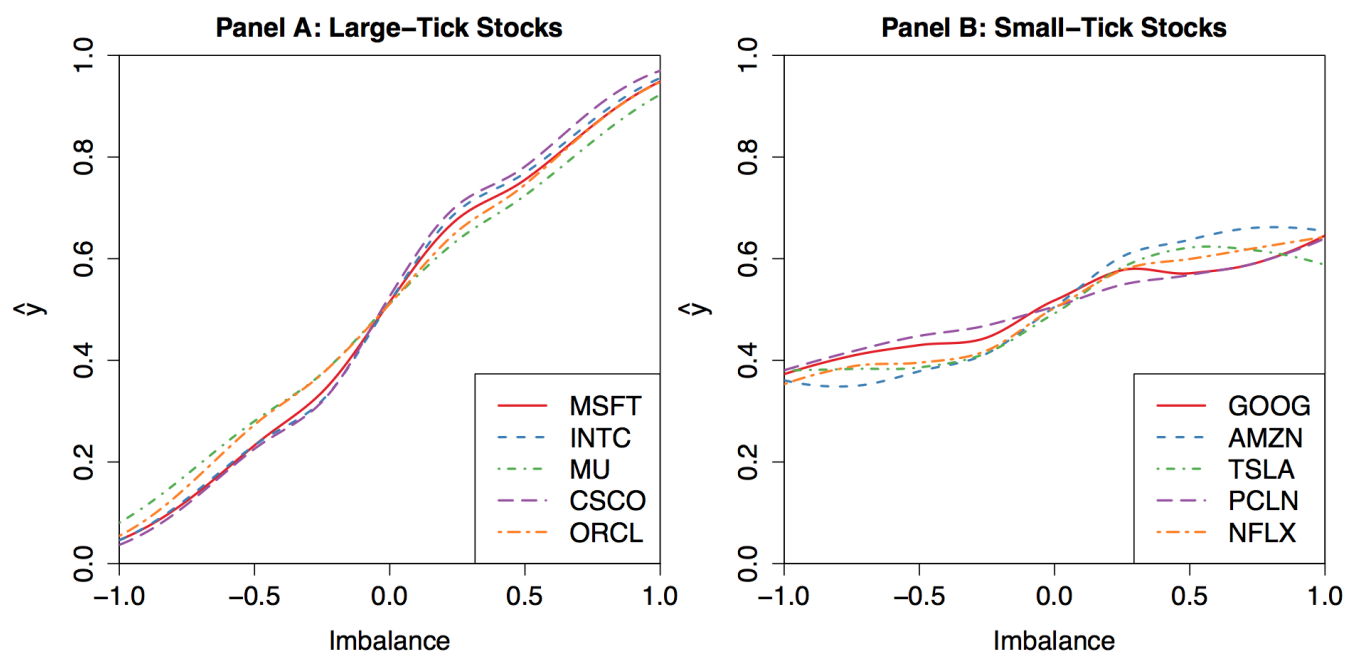 Panel A: Large−Tick Stocks
1.0
0.8
0.6
0.4
0.2
0.0
ŷ
MSFT
INTC
MU
CSCO
ORCL
−1.0 −0.5 0.0 0.5 1.0
Imbalance
Panel B: Small−Tick Stocks
1.0
0.8
0.6
0.4
0.2
0.0
ŷ
GOOG
AMZN
TSLA
PCLN
NFLX
−1.0 −0.5 0.0 0.5 1.0
Imbalance